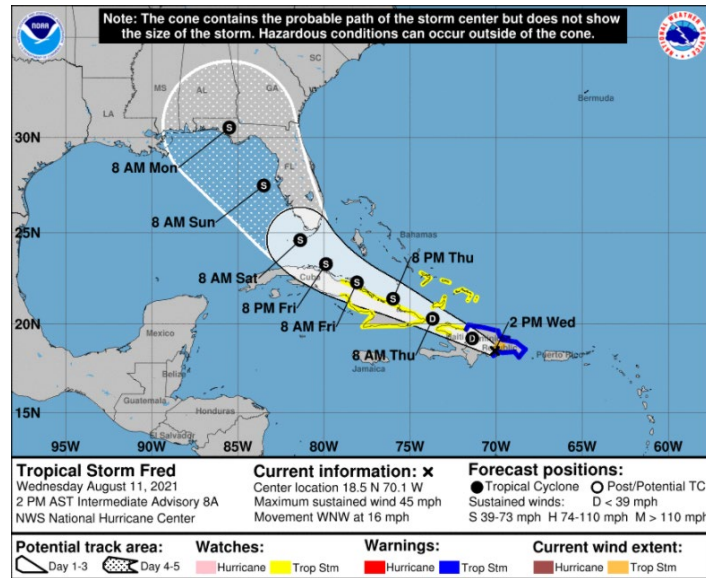 Note: The cone contains the probable path of the storm center but does not show
the size of the storm. Hazardous conditions can occur outside of the cone.
NOAA
SC
MS
AL
GA
LA
Bermuda
30N
FL
8 AM Mon
8 AM Sun
25N
Bahamas
8 PM Thu
8 AM Sat
Cuba
8 PM Fri
8 AM Fri
2 PM Wed
20N
Mexico
8 AM Thu
Haiti
Jamaica
Puerto Rico
Belize
Guatemala
Honduras
15N
El Salvador
95W 90W 85W 80W 75W 70W 65W 60W
S
S
S
S
S
S
D
D
Tropical Storm Fred
Wednesday August 11, 2021
2 PM AST Intermediate Advisory 8A
NWS National Hurricane Center
Current information: x
Center location 18.5 N 70.1 W
Maximum sustained wind 45 mph
Movement WNW at 16 mph
Forecast positions:
Tropical Cyclone Post/Potential TC
Sustained winds: D < 39 mph
S 39-73 mph H 74-110 mph M > 110 mph
Potential track area:
Day 1-3 Day 4-5
Watches:
Hurricane Trop Stm
Warnings:
Hurricane Trop Stm
Current wind extent:
Hurricane Trop Stm